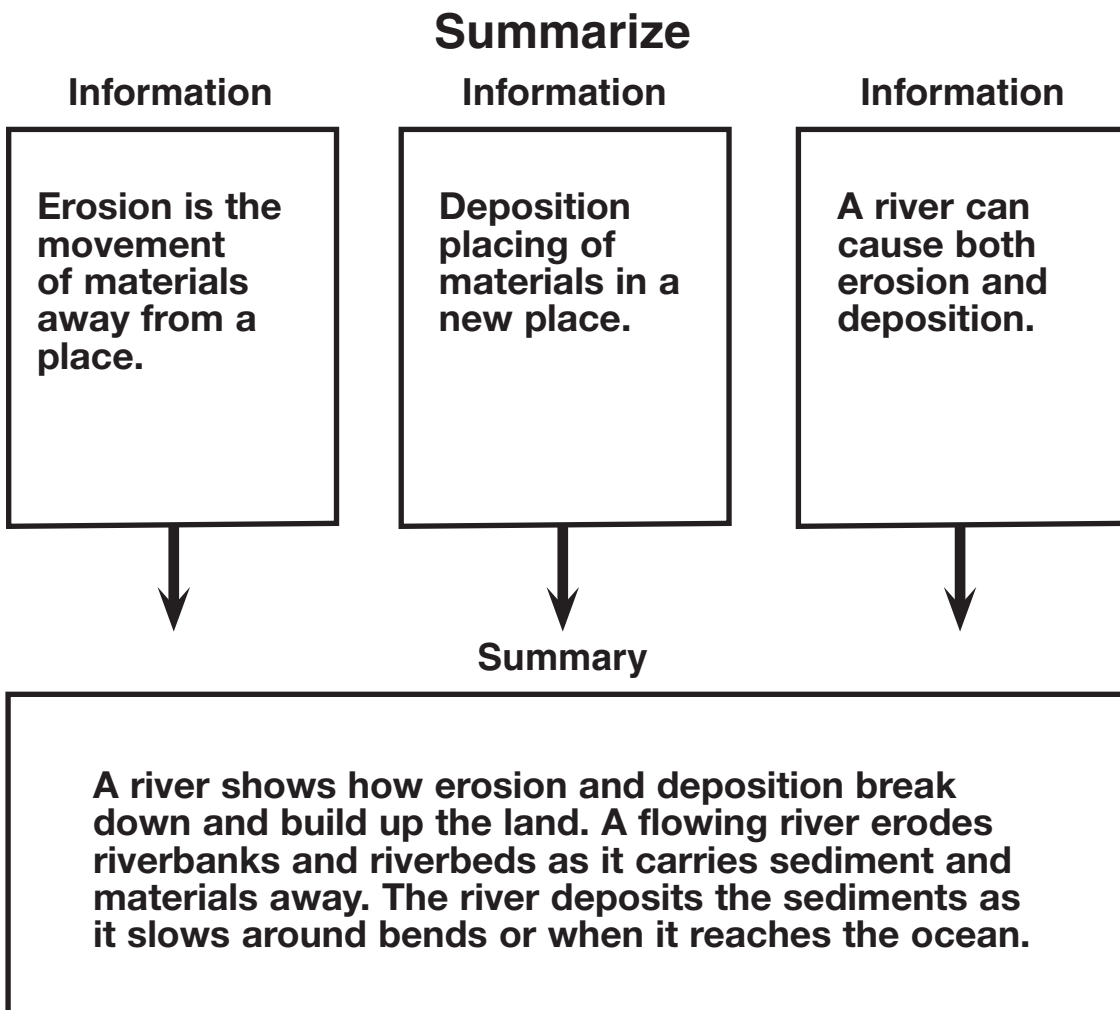 Summarize
Information
Information
Information
Erosion is the
movement
of materials
away from a
place.
Deposition
placing of
materials in a
new place.
A river can
cause both
erosion and
deposition.
Summary
A river shows how erosion and deposition break
down and build up the land. A flowing river erodes
riverbanks and riverbeds as it carries sediment and
materials away. The river deposits the sediments as
it slows around bends or when it reaches the ocean.